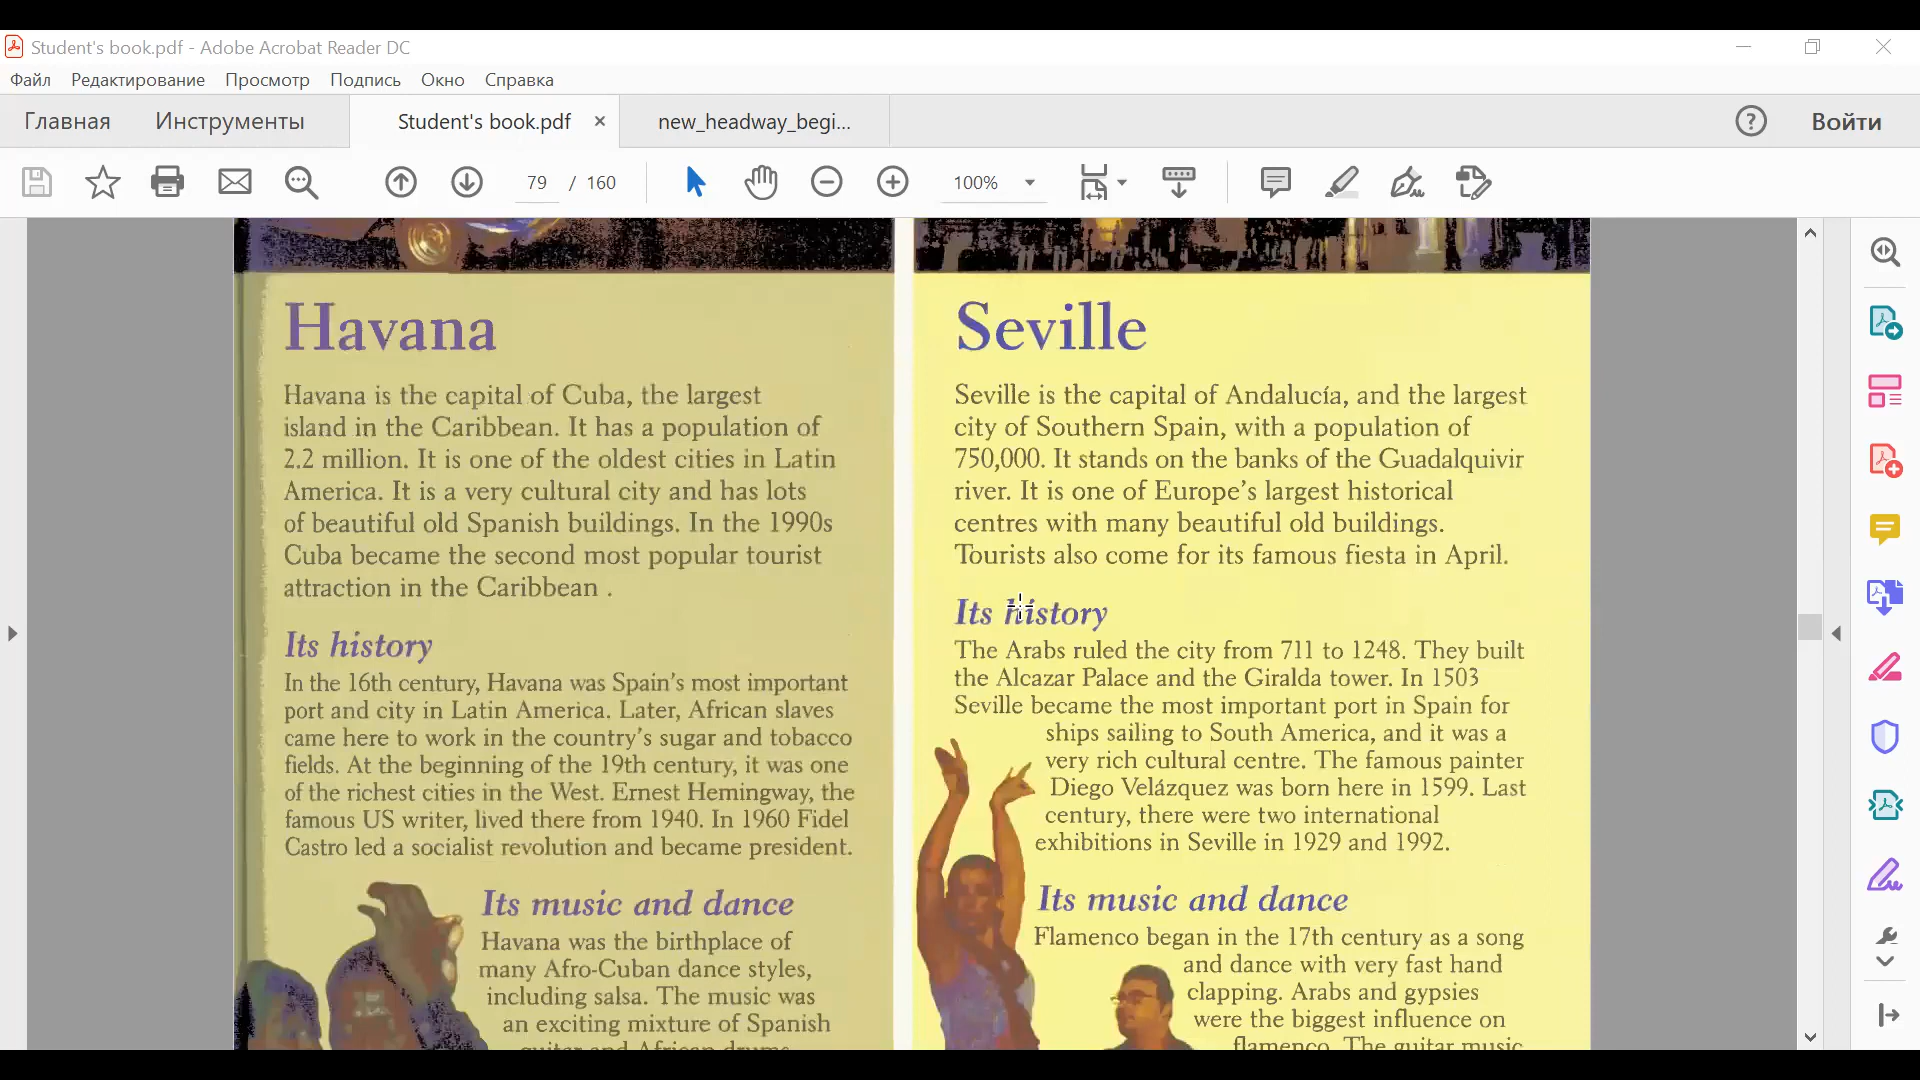 Student's book.pdf - Adobe Acrobat Reader DC
Файл Редактирование Просмотр Подпись Окно Справка
Главная Инструменты Student's book.pdf × new_headway_begi... ? Войти
79 / 160 100%
Havana
Havana is the capital of Cuba, the largest
island in the Caribbean. It has a population of
2.2 million. It is one of the oldest cities in Latin
America. It is a very cultural city and has lots
of beautiful old Spanish buildings. In the 1990s
Cuba became the second most popular tourist
attraction in the Caribbean .
Its history
In the 16th century, Havana was Spain's most important
port and city in Latin America. Later, African slaves
came here to work in the country's sugar and tobacco
fields. At the beginning of the 19th century, it was one
of the richest cities in the West. Ernest Hemingway, the
famous US writer, lived there from 1940. In 1960 Fidel
Castro led a socialist revolution and became president.
Its music and dance
Havana was the birthplace of
many Afro-Cuban dance styles,
including salsa. The music was
an exciting mixture of Spanish
guitar and African drums
Seville
Seville is the capital of Andalucía, and the largest
city of Southern Spain, with a population of
750,000. It stands on the banks of the Guadalquivir
river. It is one of Europe's largest historical
centres with many beautiful old buildings.
Tourists also come for its famous fiesta in April.
Its history
The Arabs ruled the city from 711 to 1248. They built
the Alcazar Palace and the Giralda tower. In 1503
Seville became the most important port in Spain for
ships sailing to South America, and it was a
very rich cultural centre. The famous painter
Diego Velázquez was born here in 1599. Last
century, there were two international
exhibitions in Seville in 1929 and 1992.
Its music and dance
Flamenco began in the 17th century as a song
and dance with very fast hand
clapping. Arabs and gypsies
were the biggest influence on
flamenco. The guitar music